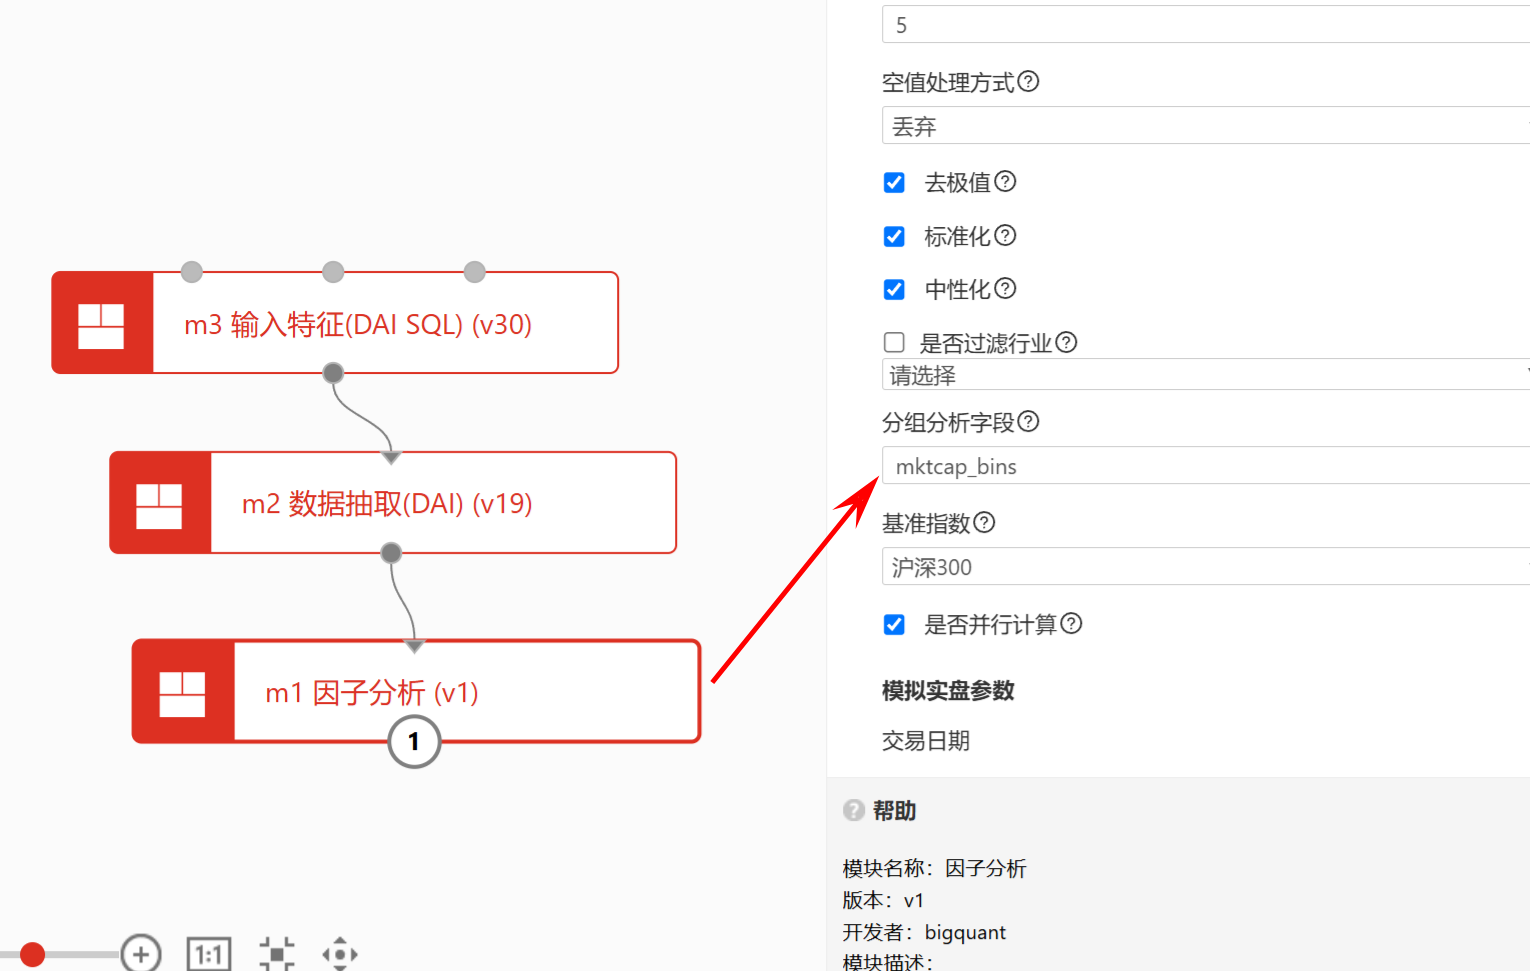 m3 输入特征(DAI SQL) (v30)
m2 数据抽取(DAI) (v19)
m1 因子分析 (v1)
1
1:1
5
空值处理方式?
丢弃
去极值?
标准化?
中性化?
是否过滤行业?
请选择
分组分析字段?
mktcap_bins
基准指数?
沪深300
是否并行计算?
模拟实盘参数
交易日期
? 帮助
模块名称：因子分析
版本：v1
开发者：bigquant
模块描述：